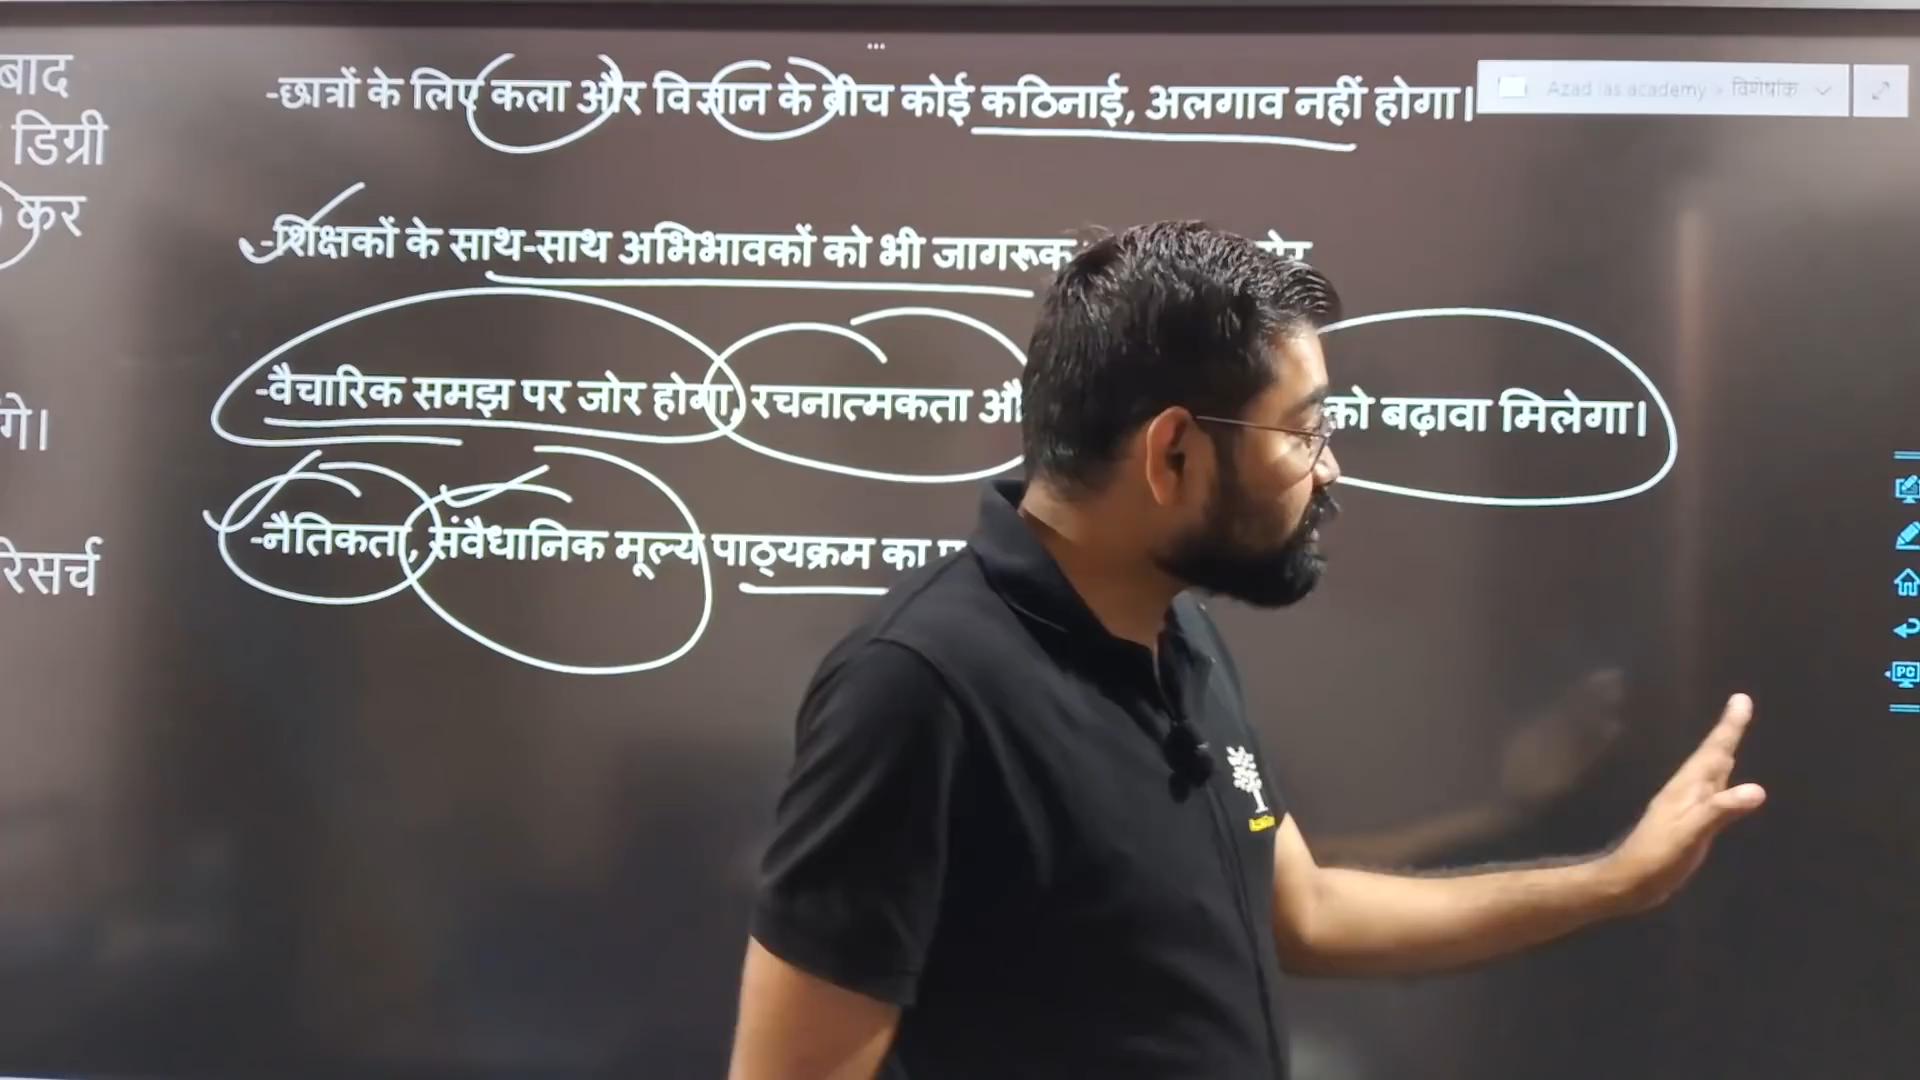 बाद
डिग्री
कर
गे।
रिसर्च
-छात्रों के लिए कला और विज्ञान के बीच कोई कठिनाई, अलगाव नहीं होगा।
-शिक्षकों के साथ-साथ अभिभावकों को भी जागरूक
-वैचारिक समझ पर जोर होगा, रचनात्मकता औ को बढ़ावा मिलेगा।
-नैतिकता, संवैधानिक मूल्य पाठ्यक्रम का
Azad ias academy > विशेषांक
PC